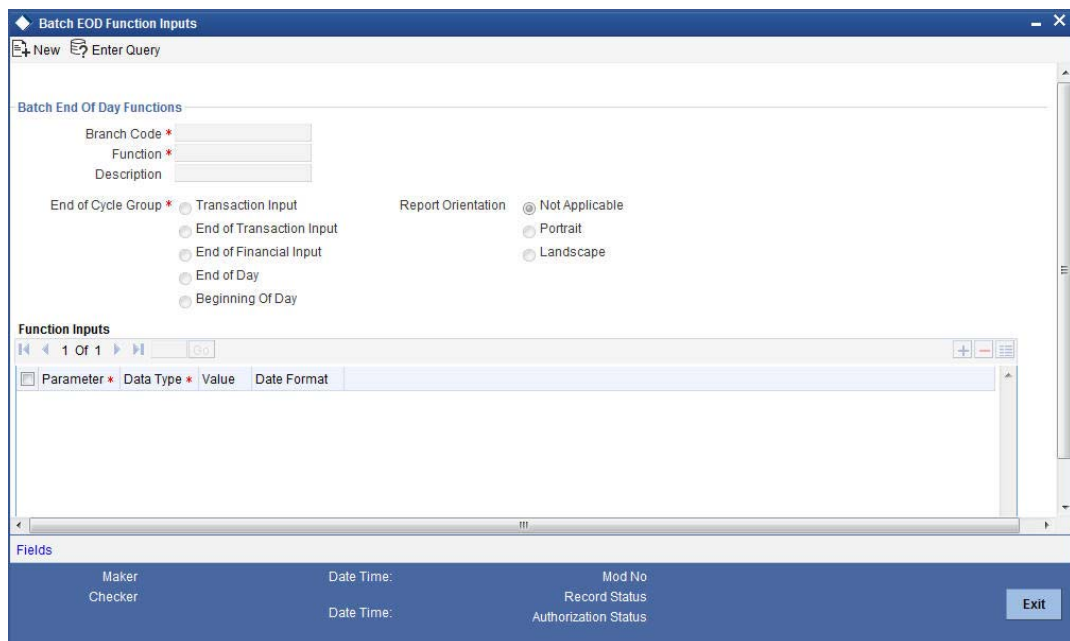 Batch EOD Function Inputs
New Enter Query
Batch End Of Day Functions
Branch Code *
Function *
Description
End of Cycle Group * Transaction Input Report Orientation Not Applicable
End of Transaction Input Portrait
End of Financial Input Landscape
End of Day
Beginning Of Day
Function Inputs
1 Of 1 Go
Parameter * Data Type * Value Date Format
Fields
Maker Date Time: Mod No
Checker Record Status
Date Time: Authorization Status
Exit